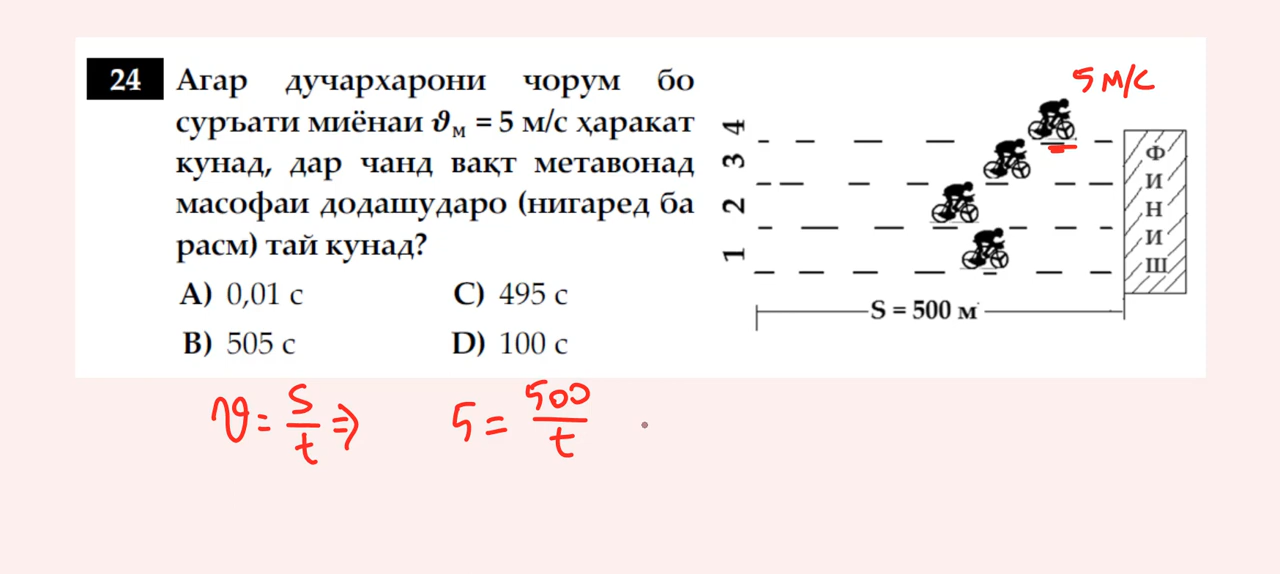 24 Агар дучархарони чорум бо
суръати миёнаи ϑм = 5 м/с ҳаракат
кунад, дар чанд вақт метавонад
масофаи додашударо (нигаред ба
расм) тай кунад?
A) 0,01 с C) 495 с
B) 505 с D) 100 с
5 м/с
4
3
2
1
ФИНИШ
S = 500 м
ϑ = S/t ⇒ 5 = 500/t